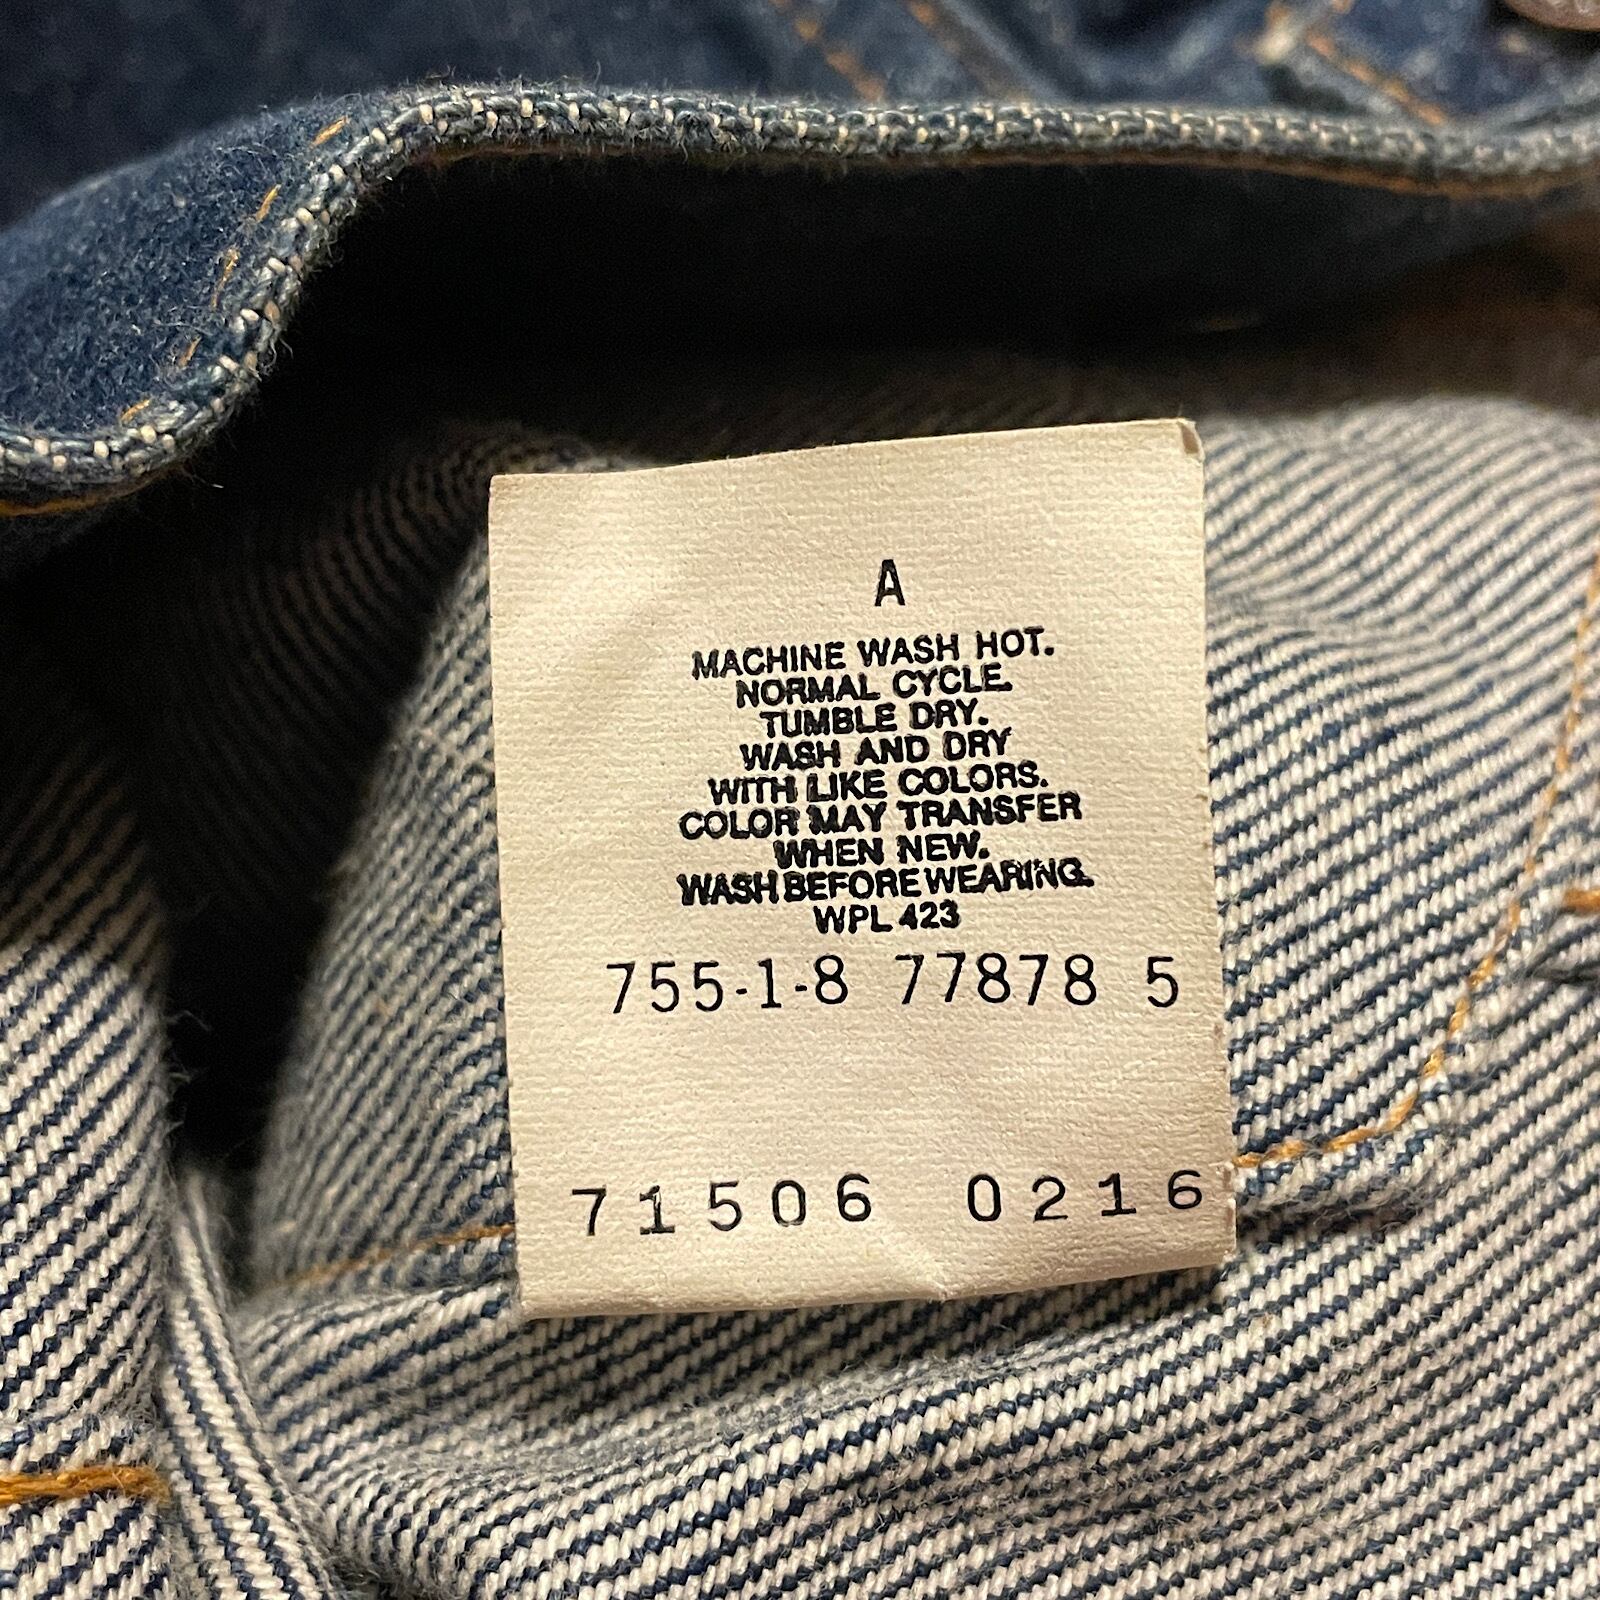 A
MACHINE WASH HOT.
NORMAL CYCLE.
TUMBLE DRY.
WASH AND DRY
WITH LIKE COLORS.
COLOR MAY TRANSFER
WHEN NEW.
WASH BEFORE WEARING.
WPL 423
755-1-8 77878 5
71506 0216